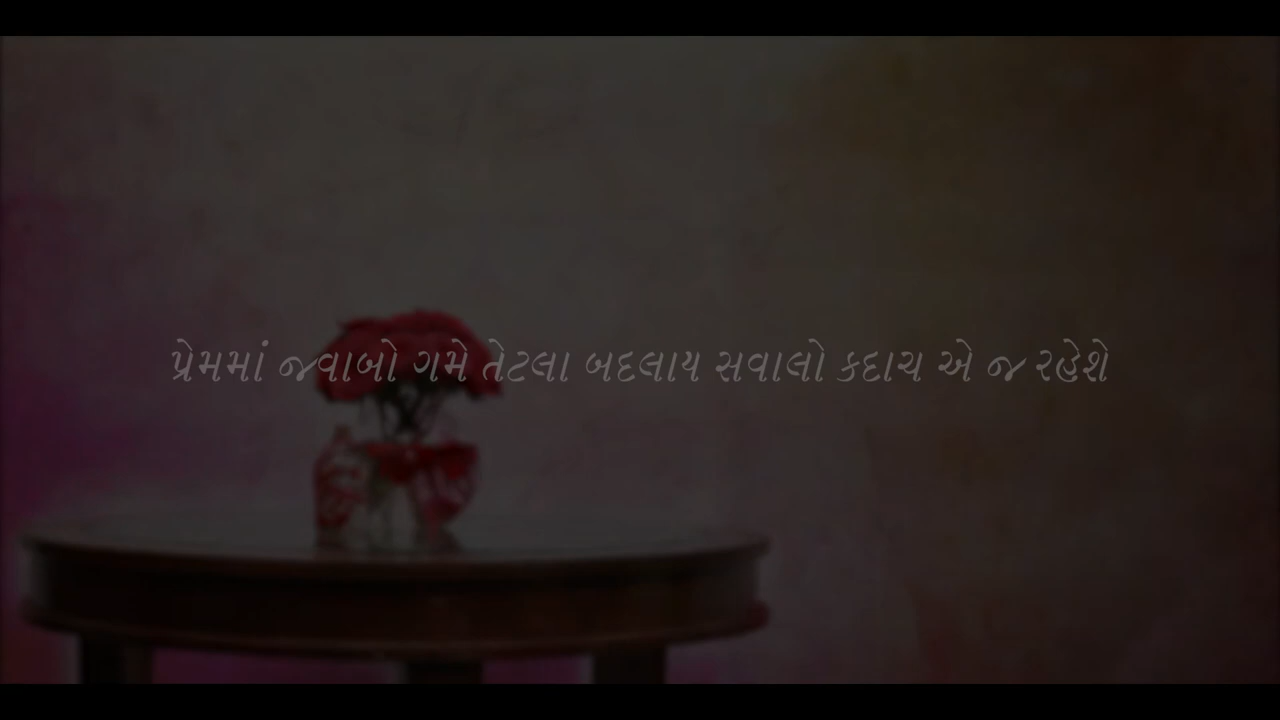 પ્રેમમાં જવાબો ગમે તેટલા બદલાય સવાલો કદાચ એ જ રહેશે